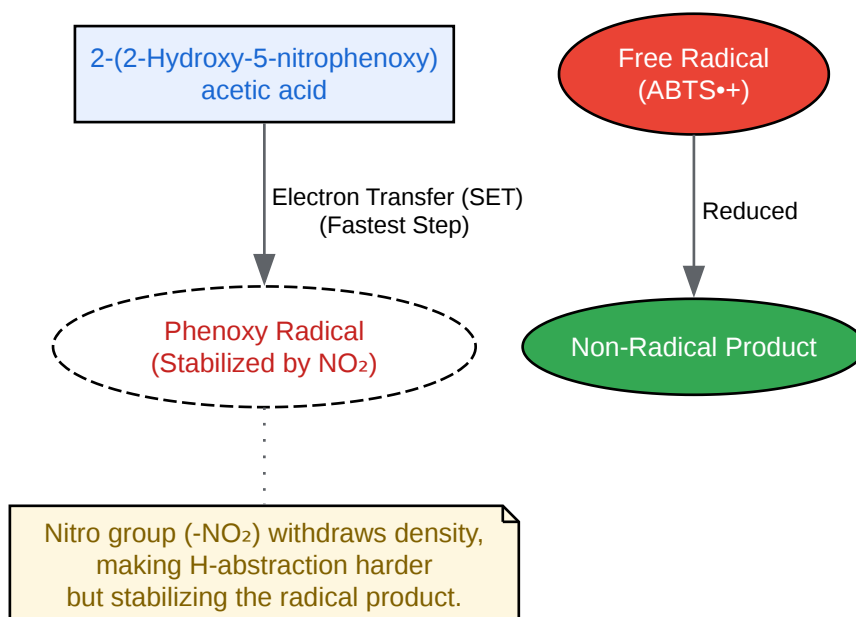 2-(2-Hydroxy-5-nitrophenoxy)
acetic acid
Free Radical
(ABTS•+)
Electron Transfer (SET)
(Fastest Step)
Reduced
Phenoxy Radical
(Stabilized by NO₂)
Non-Radical Product
Nitro group (-NO₂) withdraws density,
making H-abstraction harder
but stabilizing the radical product.